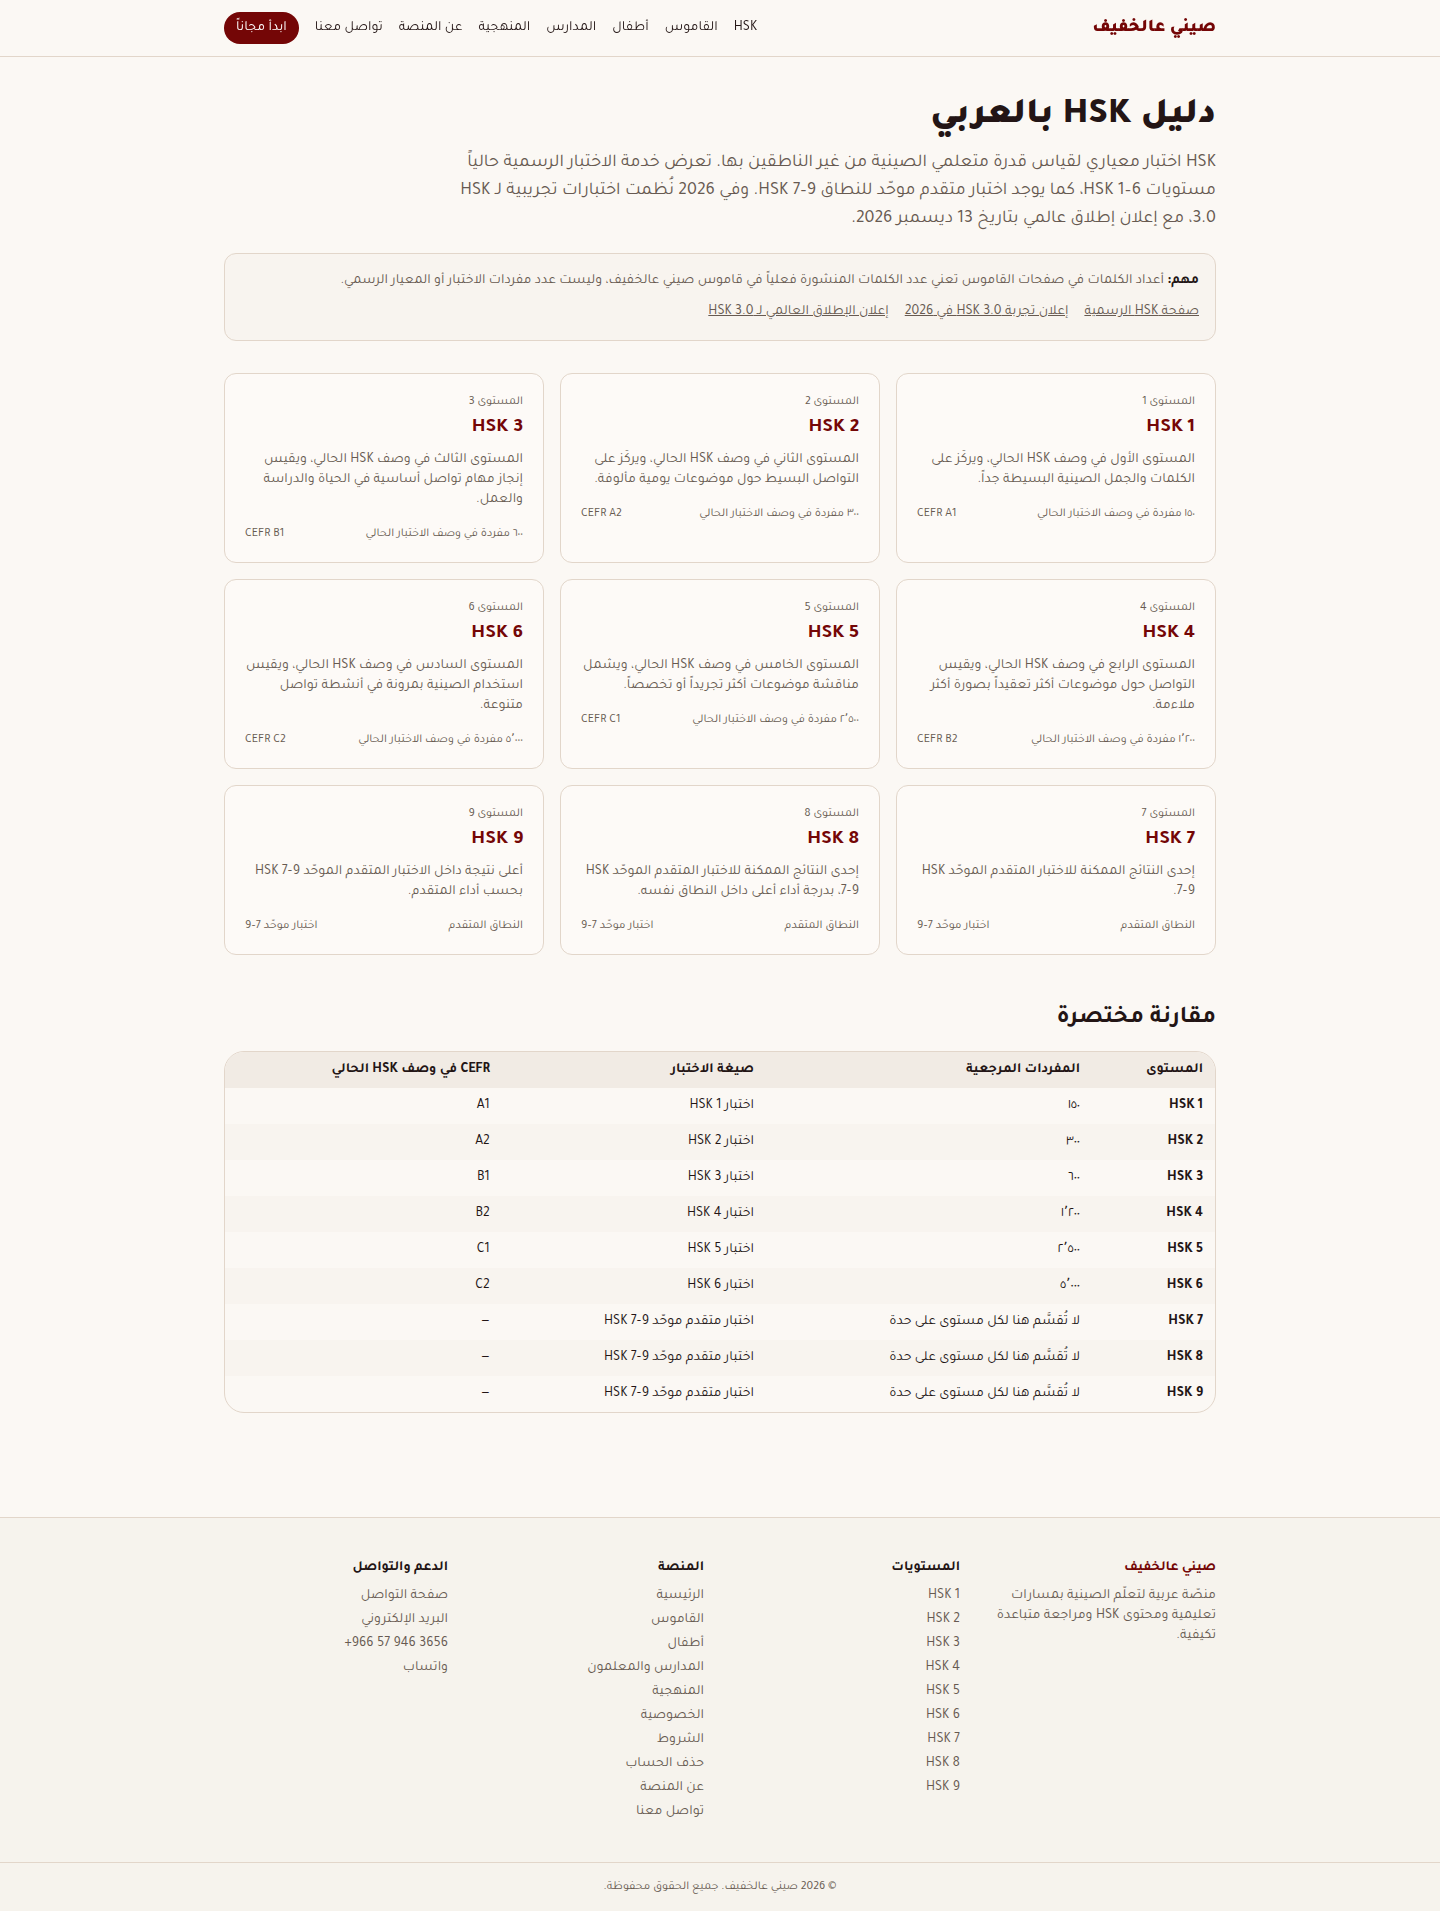 صيني عالخفيف
HSK القاموس أطفال المدارس المنهجية عن المنصة تواصل معنا ابدأ مجاناً
دليل HSK بالعربي
HSK اختبار معياري لقياس قدرة متعلمي الصينية من غير الناطقين بها. تعرض خدمة الاختبار الرسمية حالياً
مستويات HSK 1–6، كما يوجد اختبار متقدم موحّد للنطاق HSK 7–9. وفي 2026 نُظمت اختبارات تجريبية لـ HSK
3.0، مع إعلان إطلاق عالمي بتاريخ 13 ديسمبر 2026.
مهم: أعداد الكلمات في صفحات القاموس تعني عدد الكلمات المنشورة فعلياً في قاموس صيني عالخفيف، وليست عدد مفردات الاختبار أو المعيار الرسمي.
صفحة HSK الرسمية إعلان تجربة HSK 3.0 في 2026 إعلان الإطلاق العالمي لـ HSK 3.0
المستوى 1
HSK 1
المستوى الأول في وصف HSK الحالي، ويركّز على
الكلمات والجمل الصينية البسيطة جداً.
١٥٠ مفردة في وصف الاختبار الحالي CEFR A1
المستوى 2
HSK 2
المستوى الثاني في وصف HSK الحالي، ويركّز على
التواصل البسيط حول موضوعات يومية مألوفة.
٣٠٠ مفردة في وصف الاختبار الحالي CEFR A2
المستوى 3
HSK 3
المستوى الثالث في وصف HSK الحالي، ويقيس
إنجاز مهام تواصل أساسية في الحياة والدراسة
والعمل.
٦٠٠ مفردة في وصف الاختبار الحالي CEFR B1
المستوى 4
HSK 4
المستوى الرابع في وصف HSK الحالي، ويقيس
التواصل حول موضوعات أكثر تعقيداً بصورة أكثر
ملاءمة.
١٬٢٠٠ مفردة في وصف الاختبار الحالي CEFR B2
المستوى 5
HSK 5
المستوى الخامس في وصف HSK الحالي، ويشمل
مناقشة موضوعات أكثر تجريداً أو تخصصاً.
٢٬٥٠٠ مفردة في وصف الاختبار الحالي CEFR C1
المستوى 6
HSK 6
المستوى السادس في وصف HSK الحالي، ويقيس
استخدام الصينية بمرونة في أنشطة تواصل
متنوعة.
٥٬٠٠٠ مفردة في وصف الاختبار الحالي CEFR C2
المستوى 7
HSK 7
إحدى النتائج الممكنة للاختبار المتقدم الموحّد HSK
7–9.
النطاق المتقدم اختبار موحّد 7–9
المستوى 8
HSK 8
إحدى النتائج الممكنة للاختبار المتقدم الموحّد HSK
7–9، بدرجة أداء أعلى داخل النطاق نفسه.
النطاق المتقدم اختبار موحّد 7–9
المستوى 9
HSK 9
أعلى نتيجة داخل الاختبار المتقدم الموحّد HSK 7–9
بحسب أداء المتقدم.
النطاق المتقدم اختبار موحّد 7–9
مقارنة مختصرة
المستوى المفردات المرجعية صيغة الاختبار CEFR في وصف HSK الحالي
HSK 1 ١٥٠ اختبار HSK 1 A1
HSK 2 ٣٠٠ اختبار HSK 2 A2
HSK 3 ٦٠٠ اختبار HSK 3 B1
HSK 4 ١٬٢٠٠ اختبار HSK 4 B2
HSK 5 ٢٬٥٠٠ اختبار HSK 5 C1
HSK 6 ٥٬٠٠٠ اختبار HSK 6 C2
HSK 7 لا تُقسَّم هنا لكل مستوى على حدة اختبار متقدم موحّد HSK 7–9 —
HSK 8 لا تُقسَّم هنا لكل مستوى على حدة اختبار متقدم موحّد HSK 7–9 —
HSK 9 لا تُقسَّم هنا لكل مستوى على حدة اختبار متقدم موحّد HSK 7–9 —
صيني عالخفيف
منصّة عربية لتعلّم الصينية بمسارات
تعليمية ومحتوى HSK ومراجعة متباعدة
تكيفية.
المستويات
HSK 1
HSK 2
HSK 3
HSK 4
HSK 5
HSK 6
HSK 7
HSK 8
HSK 9
المنصة
الرئيسية
القاموس
أطفال
المدارس والمعلمون
المنهجية
الخصوصية
الشروط
حذف الحساب
عن المنصة
تواصل معنا
الدعم والتواصل
صفحة التواصل
البريد الإلكتروني
+966 57 946 3656
واتساب
© 2026 صيني عالخفيف. جميع الحقوق محفوظة.